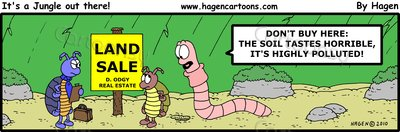 It's a Jungle out there!
www.hagencartoons.com
By Hagen
LAND
SALE
D. ODGY
REAL ESTATE
DON'T BUY HERE:
THE SOIL TASTES HORRIBLE,
IT'S HIGHLY POLLUTED!
HAGEN © 2010